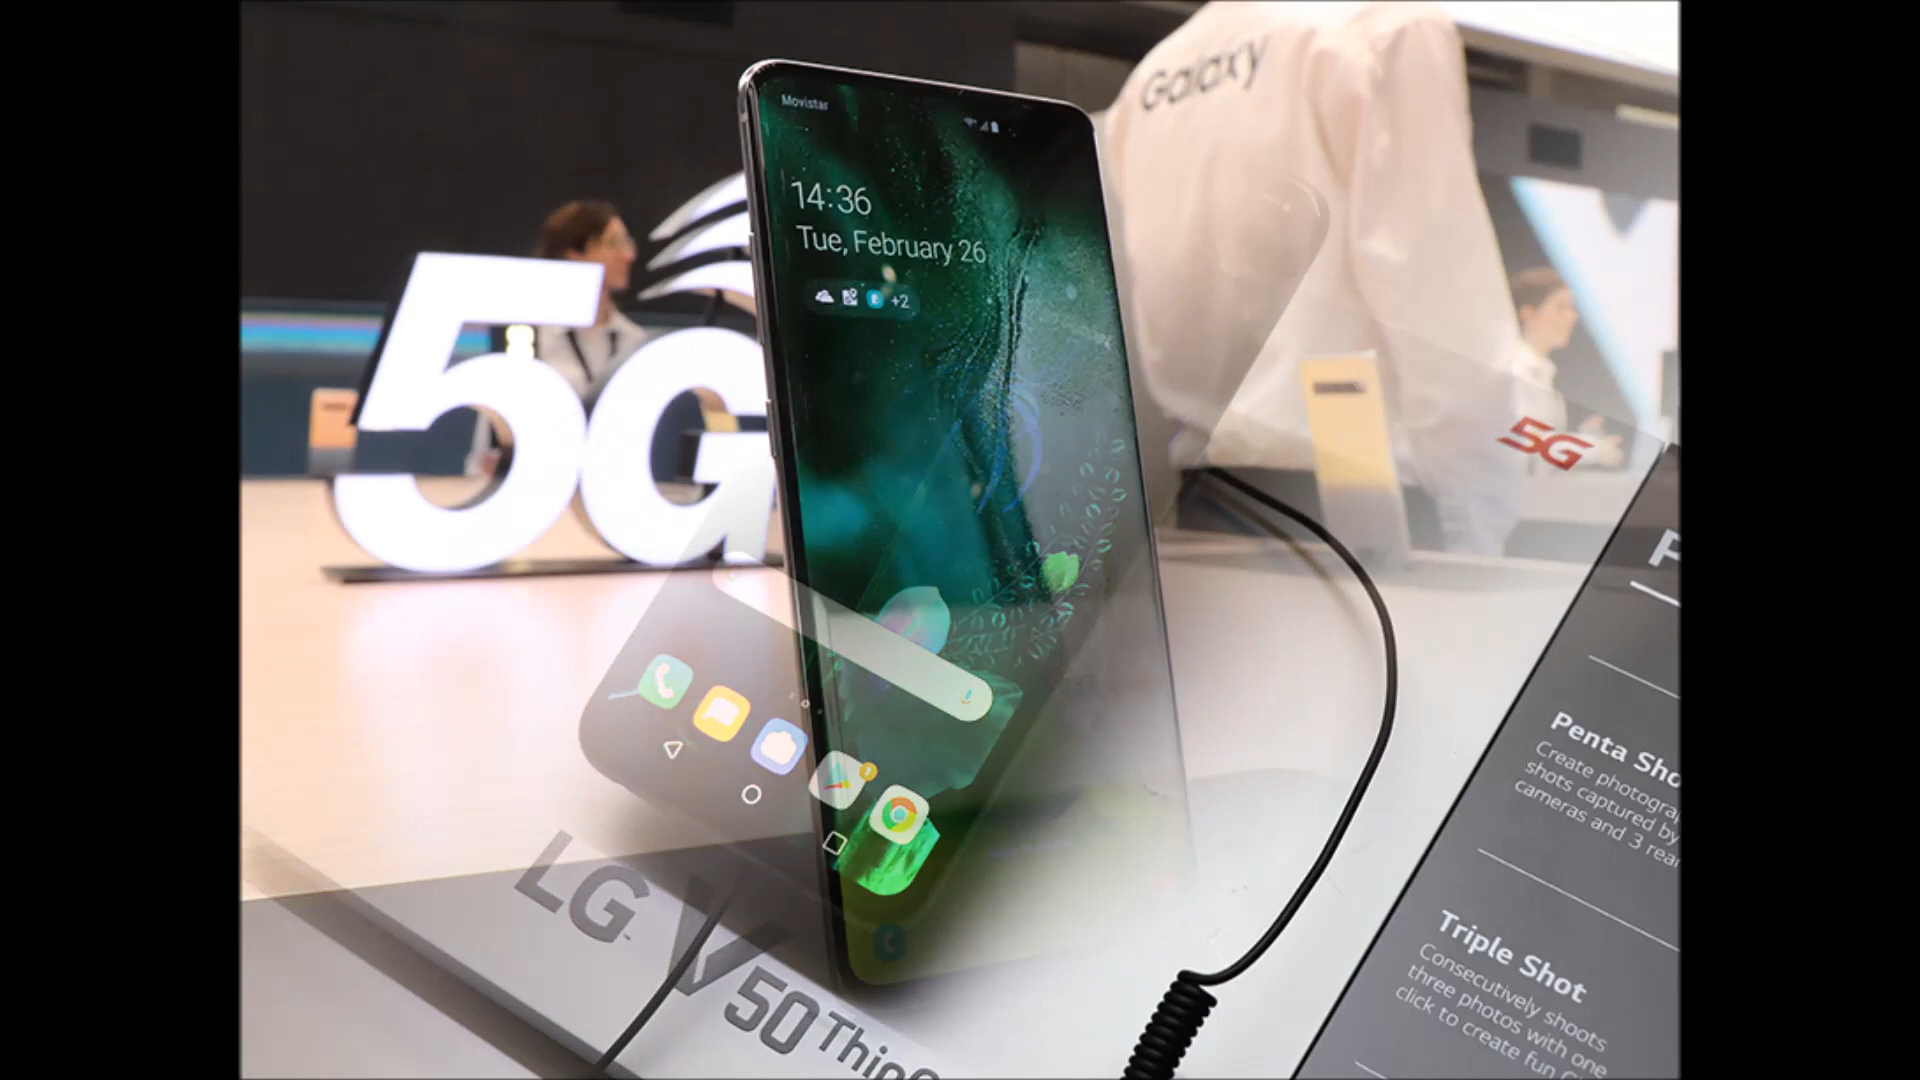 Galaxy
Movistar
14:36
Tue, February 26
+2
5G
5G
Penta Sho
Create photogra
shots captured by
cameras and 3 rea
Triple Shot
Consecutively shoots
three photos with one
click to create fun G
LG V50 ThinQ